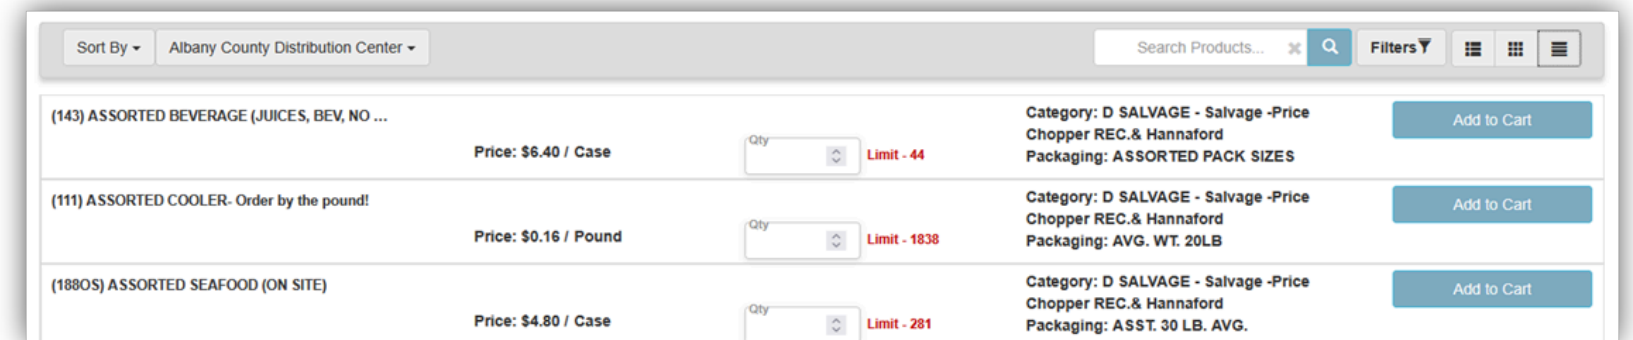 Sort By
Albany County Distribution Center
Search Products...
Filters
(143) ASSORTED BEVERAGE (JUICES, BEV, NO ...
Price: $6.40 / Case
Qty
Limit - 44
Category: D SALVAGE - Salvage -Price
Chopper REC.& Hannaford
Packaging: ASSORTED PACK SIZES
Add to Cart
(111) ASSORTED COOLER- Order by the pound!
Price: $0.16 / Pound
Qty
Limit - 1838
Category: D SALVAGE - Salvage -Price
Chopper REC.& Hannaford
Packaging: AVG. WT. 20LB
Add to Cart
(188OS) ASSORTED SEAFOOD (ON SITE)
Price: $4.80 / Case
Qty
Limit - 281
Category: D SALVAGE - Salvage -Price
Chopper REC.& Hannaford
Packaging: ASST. 30 LB. AVG.
Add to Cart